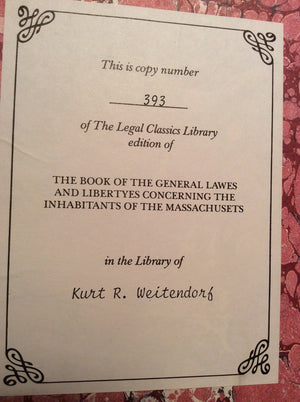 This is copy number
393
of The Legal Classics Library
edition of
THE BOOK OF THE GENERAL LAWES
AND LIBERTYES CONCERNING THE
INHABITANTS OF THE MASSACHUSETS
in the Library of
Kurt R. Weitendorf